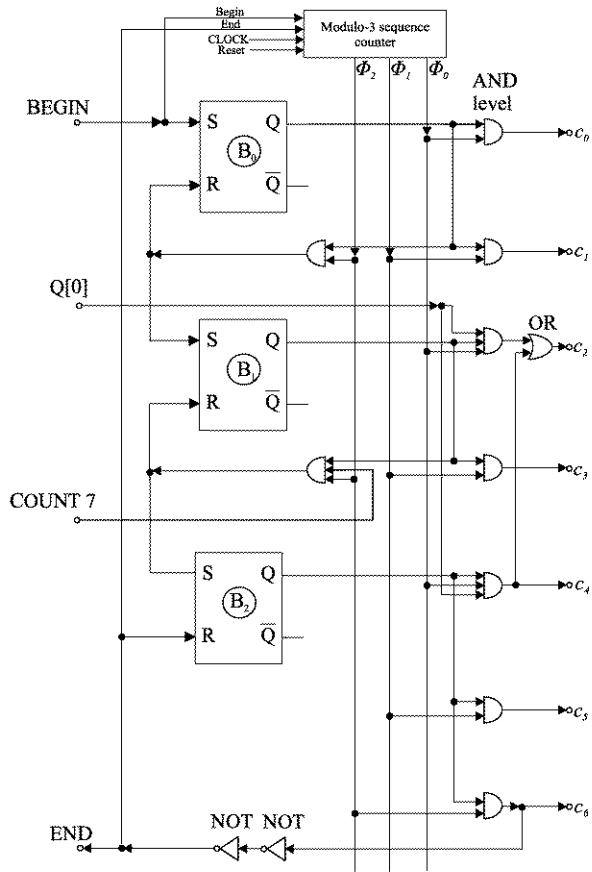 Begin
End
CLOCK
Reset
Modulo-3 sequence
counter
Φ2 Φ1 Φ0
AND
level
BEGIN
S Q
B0
R Q̅
c0
c1
Q[0]
OR
S Q
B1
R Q̅
c2
c3
COUNT 7
S Q
B2
R Q̅
c4
c5
c6
END
NOT NOT